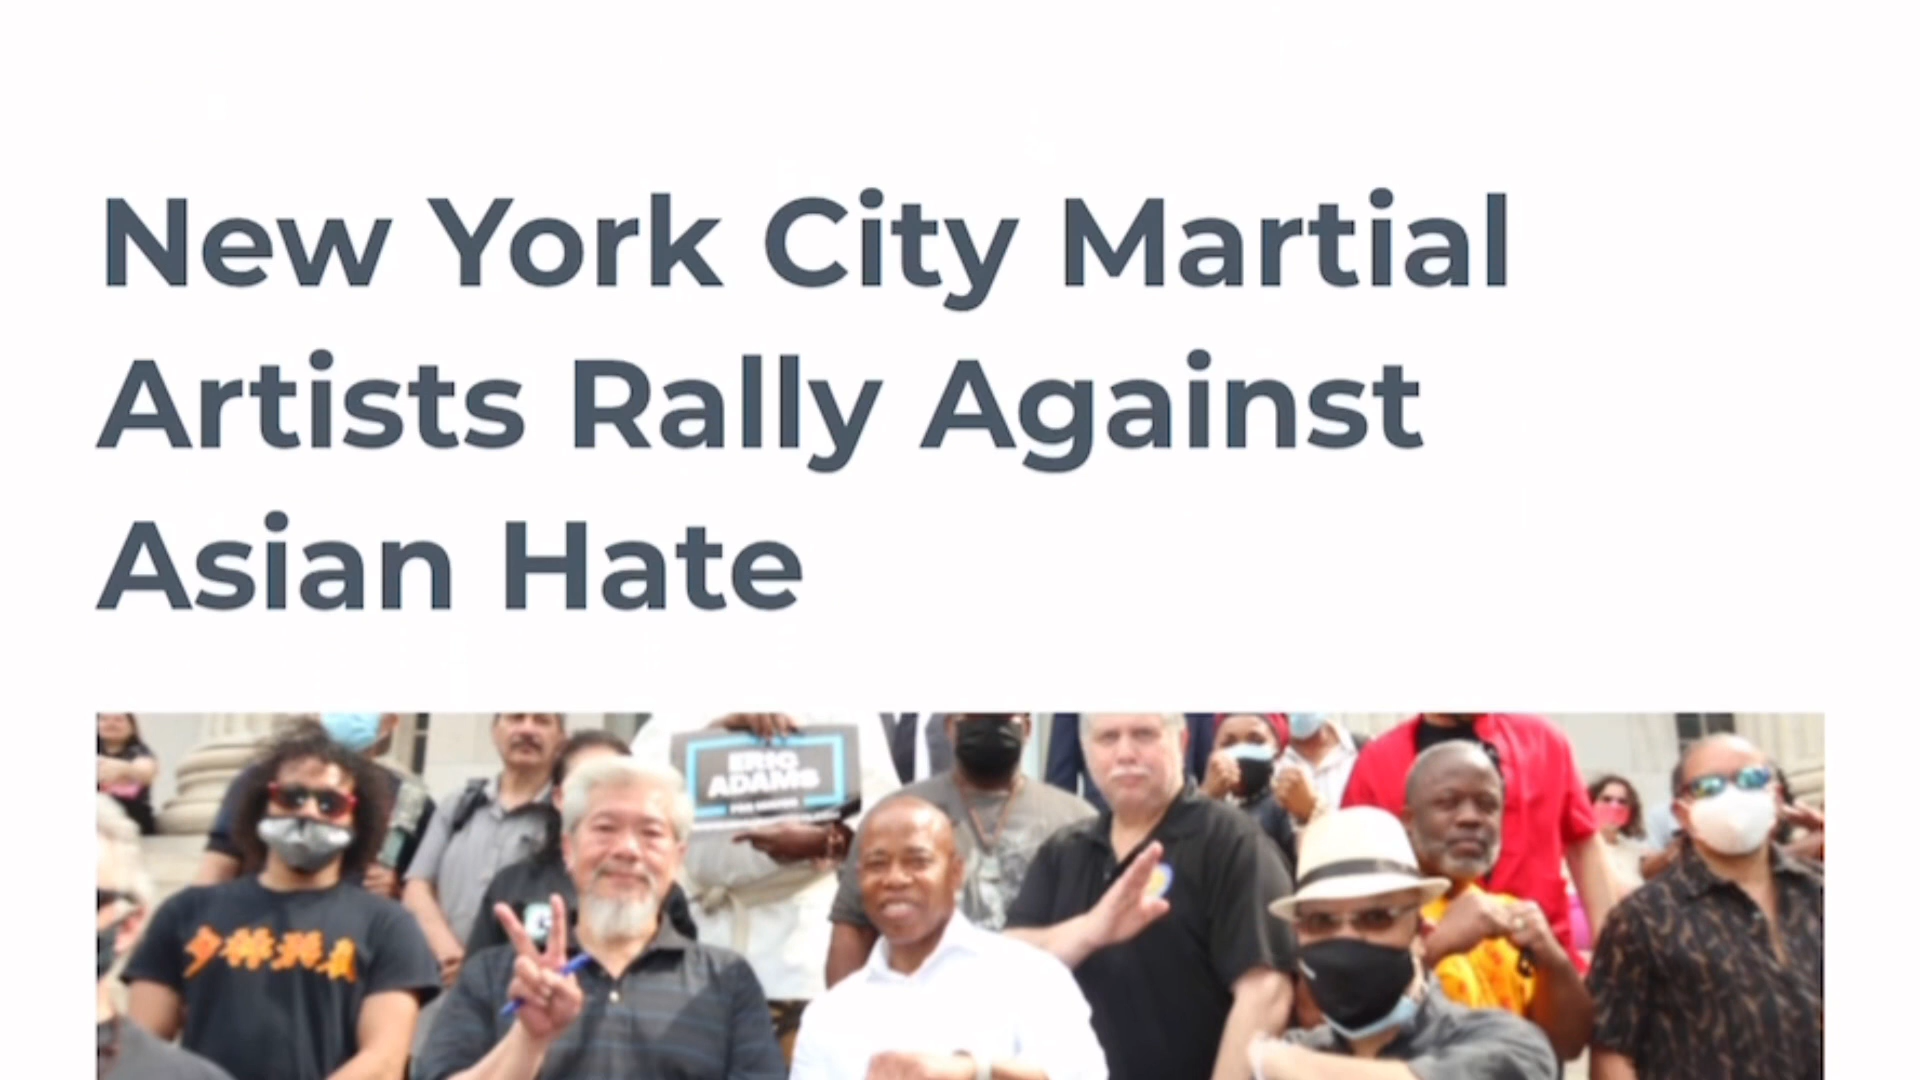 New York City Martial
Artists Rally Against
Asian Hate
ERIC
ADAMS